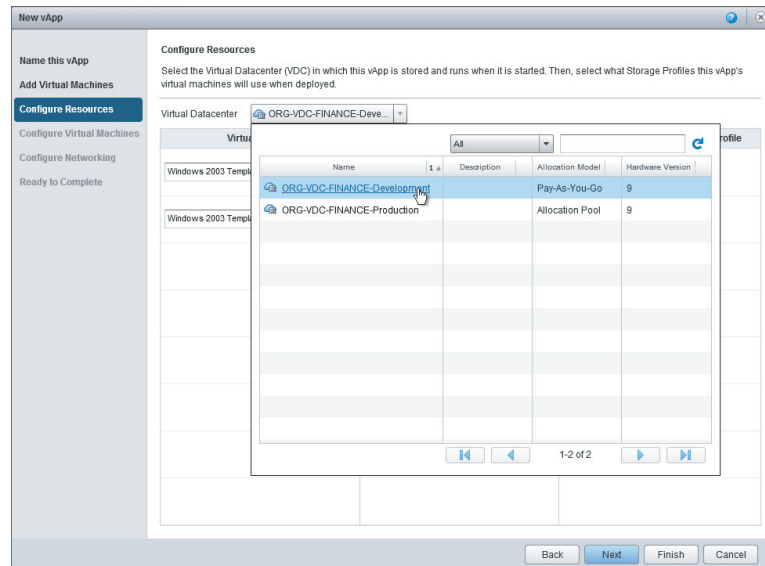 New vApp
Name this vApp
Add Virtual Machines
Configure Resources
Configure Virtual Machines
Configure Networking
Ready to Complete
Configure Resources
Select the Virtual Datacenter (VDC) in which this vApp is stored and runs when it is started. Then, select what Storage Profiles this vApp's
virtual machines will use when deployed.
Virtual Datacenter ORG-VDC-FINANCE-Deve...
Virtua
rofile
All
Name 1 Description Allocation Model Hardware Version
Windows 2003 Templa
ORG-VDC-FINANCE-Development Pay-As-You-Go 9
ORG-VDC-FINANCE-Production Allocation Pool 9
Windows 2003 Templa
1-2 of 2
Back Next Finish Cancel